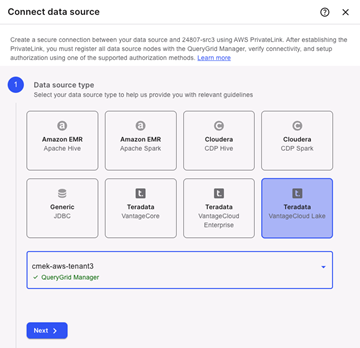 Connect data source
Create a secure connection between your data source and 24807-src3 using AWS PrivateLink. After establishing the
PrivateLink, you must register all data source nodes with the QueryGrid Manager, verify connectivity, and setup
authorization using one of the supported authorization methods. Learn more
1 Data source type
Select your data source type to help us provide you with relevant guidelines
Amazon EMR
Apache Hive
Amazon EMR
Apache Spark
Cloudera
CDP Hive
Cloudera
CDP Spark
Generic
JDBC
Teradata
VantageCore
Teradata
VantageCloud
Enterprise
Teradata
VantageCloud Lake
cmek-aws-tenant3
QueryGrid Manager
Next